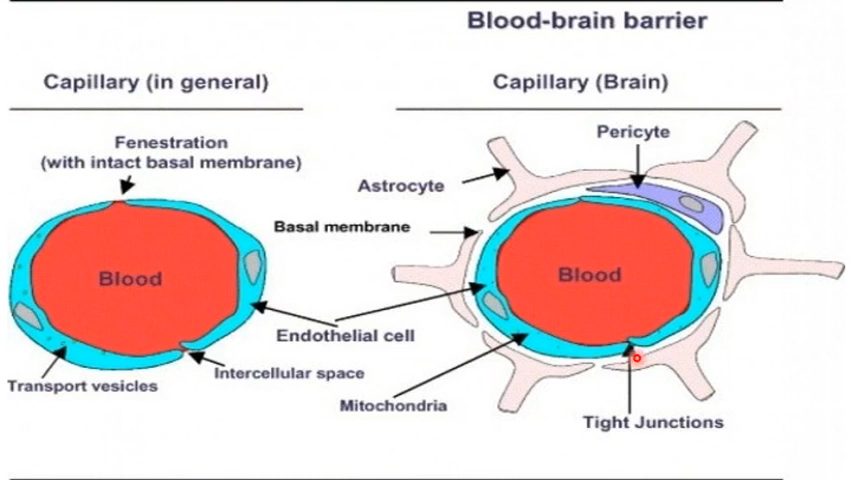 Blood-brain barrier
Capillary (in general)
Capillary (Brain)
Fenestration
(with intact basal membrane)
Pericyte
Astrocyte
Basal membrane
Blood
Blood
Endothelial cell
Intercellular space
Transport vesicles
Mitochondria
Tight Junctions